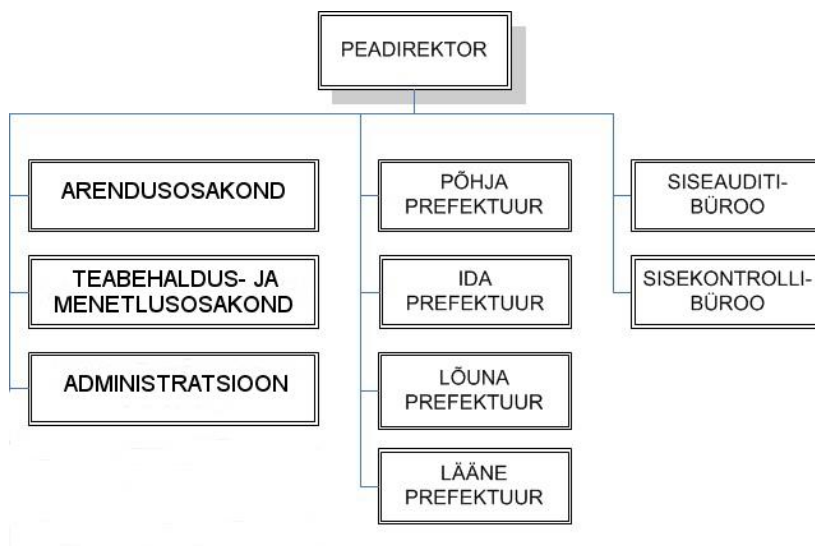 PEADIREKTOR
ARENDUSOSAKOND
TEABEHALDUS- JA
MENETLUSOSAKOND
ADMINISTRATSIOON
PÕHJA
PREFEKTUUR
IDA
PREFEKTUUR
LÕUNA
PREFEKTUUR
LÄÄNE
PREFEKTUUR
SISEAUDITI-
BÜROO
SISEKONTROLLI-
BÜROO